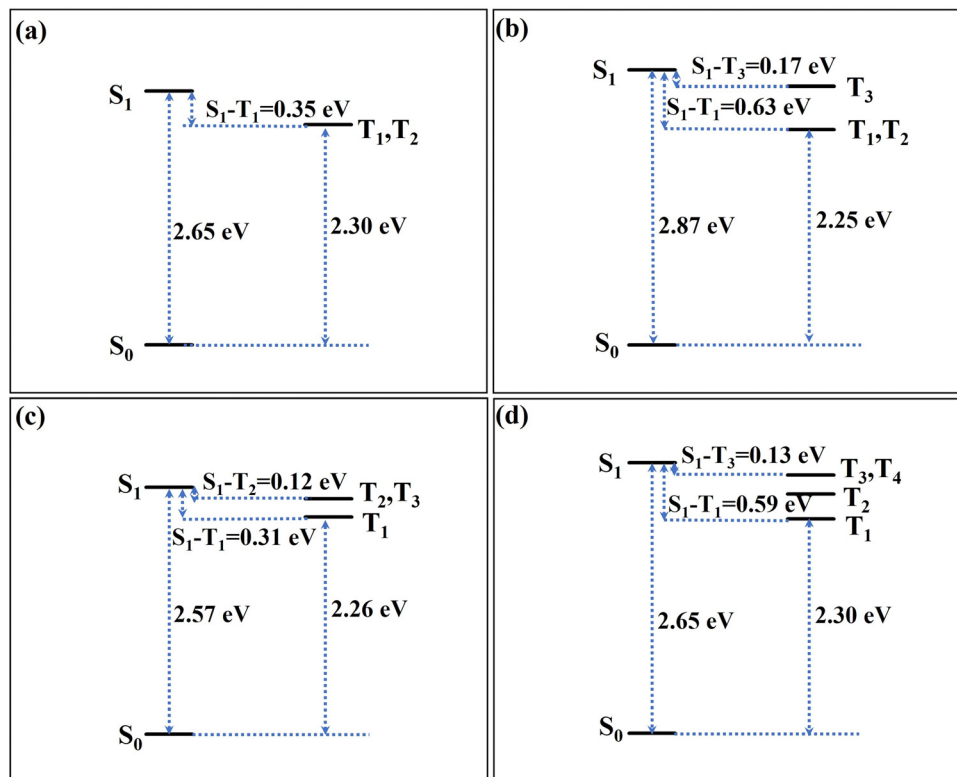 (a)
S₁
S₁-T₁=0.35 eV
T₁,T₂
2.65 eV
2.30 eV
S₀
(b)
S₁
S₁-T₃=0.17 eV
T₃
S₁-T₁=0.63 eV
T₁,T₂
2.87 eV
2.25 eV
S₀
(c)
S₁
S₁-T₂=0.12 eV
T₂,T₃
T₁
S₁-T₁=0.31 eV
2.57 eV
2.26 eV
S₀
(d)
S₁
S₁-T₃=0.13 eV
T₃,T₄
T₂
S₁-T₁=0.59 eV
T₁
2.65 eV
2.30 eV
S₀